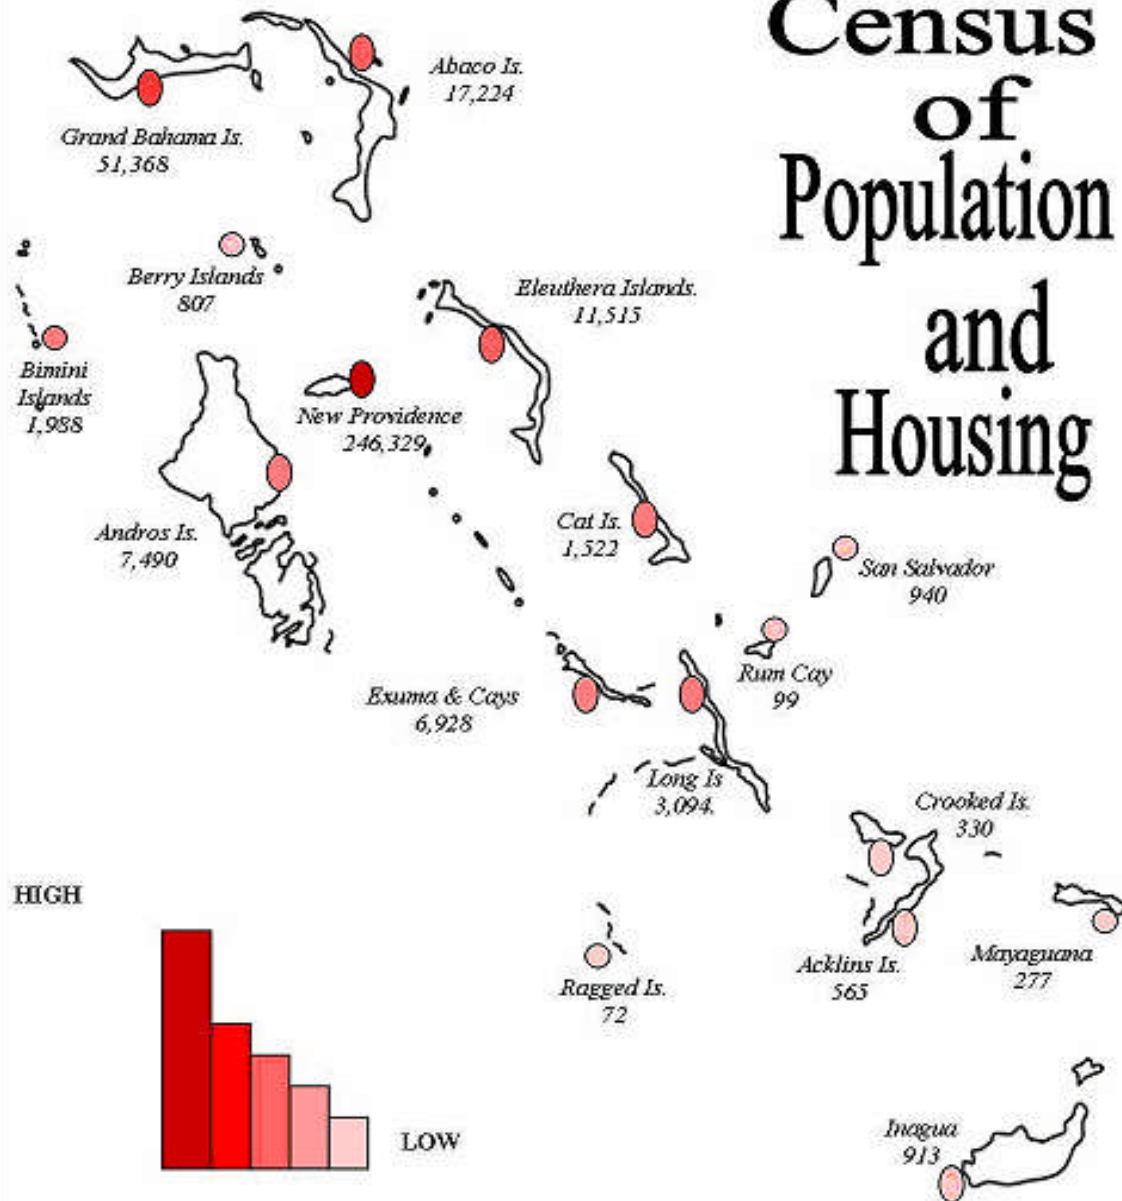 Census
of
Population
and
Housing
Abaco Is.
17,224
Grand Bahama Is.
51,368
Berry Islands
807
Eleuthera Islands.
11,515
Bimini
Islands
1,988
New Providence
246,329
Andros Is.
7,490
Cat Is.
1,522
San Salvador
940
Rum Cay
99
Exuma & Cays
6,928
Long Is
3,094.
Crooked Is.
330
Acklins Is.
565
Mayaguana
277
Ragged Is.
72
Inagua
913
HIGH
LOW